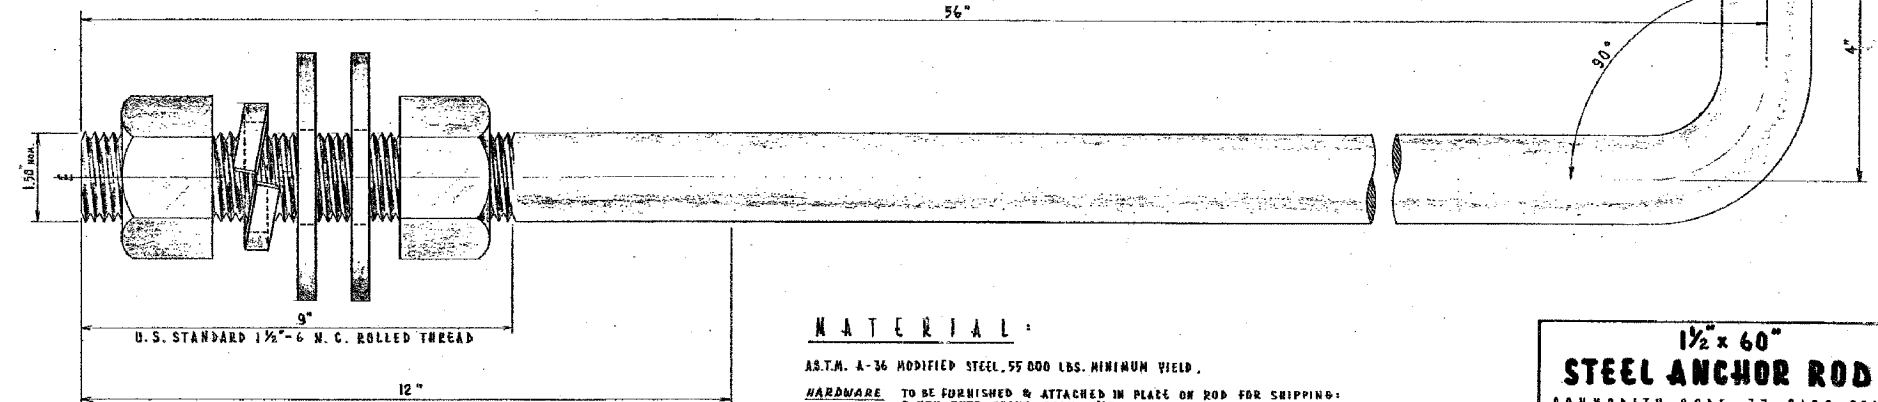 56"
90°
4"
1.50" NOM.
9"
U.S. STANDARD 1½"-6 N.C. ROLLED THREAD
12"
MATERIAL:
A.S.T.M. A-36 MODIFIED STEEL, 55 000 LBS. MINIMUM YIELD.
HARDWARE TO BE FURNISHED & ATTACHED IN PLACE ON ROD FOR SHIPPING:
1½" x 60"
STEEL ANCHOR ROD